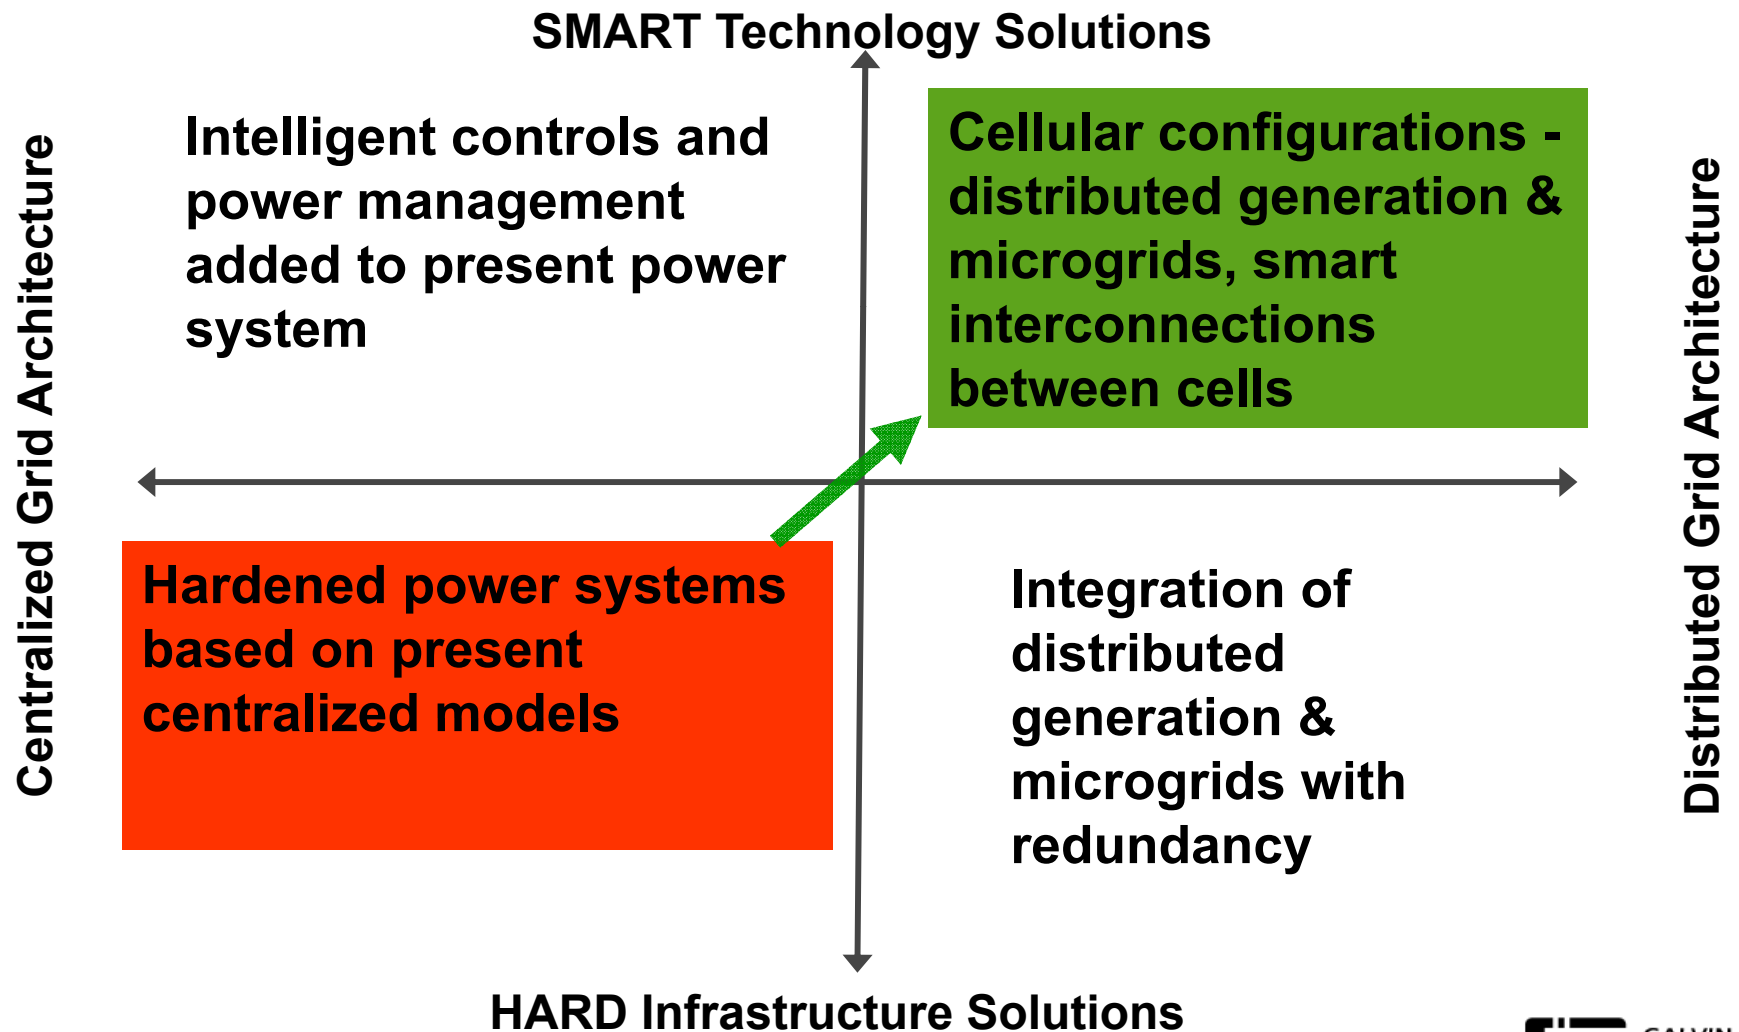 SMART Technology Solutions
Centralized Grid Architecture
Intelligent controls and
power management
added to present power
system
Cellular configurations -
distributed generation &
microgrids, smart
interconnections
between cells
Distributed Grid Architecture
Hardened power systems
based on present
centralized models
Integration of
distributed
generation &
microgrids with
redundancy
HARD Infrastructure Solutions